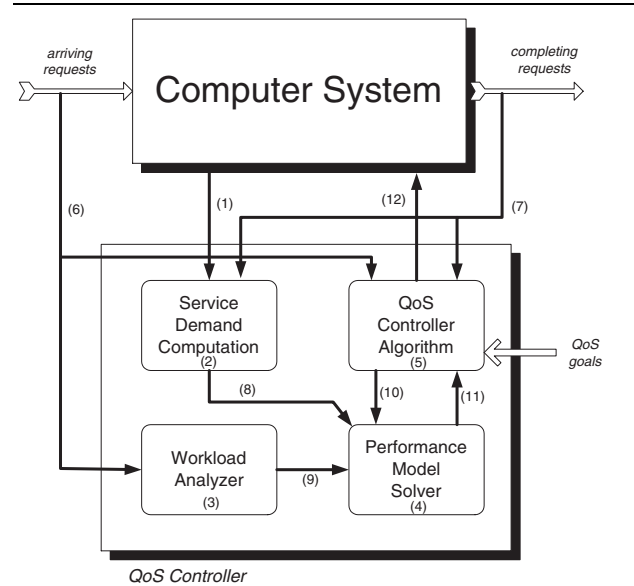 arriving
requests
completing
requests
Computer System
(6)
(1)
(12)
(7)
Service
Demand
Computation
(2)
QoS
Controller
Algorithm
(5)
QoS
goals
(8)
(10)
(11)
Workload
Analyzer
(3)
(9)
Performance
Model
Solver
(4)
QoS Controller